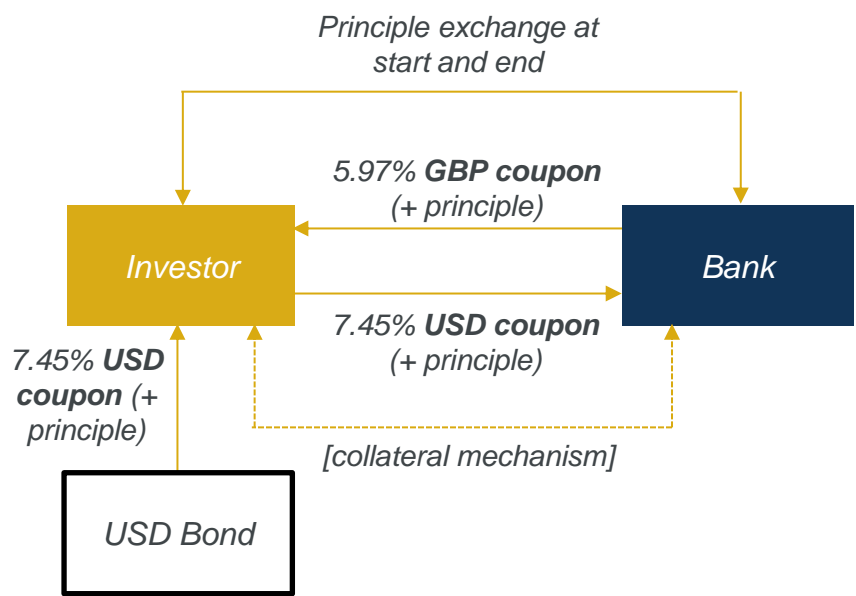 Principle exchange at
start and end
5.97% GBP coupon
(+ principle)
Investor
Bank
7.45% USD coupon
(+ principle)
7.45% USD
coupon (+
principle)
[collateral mechanism]
USD Bond